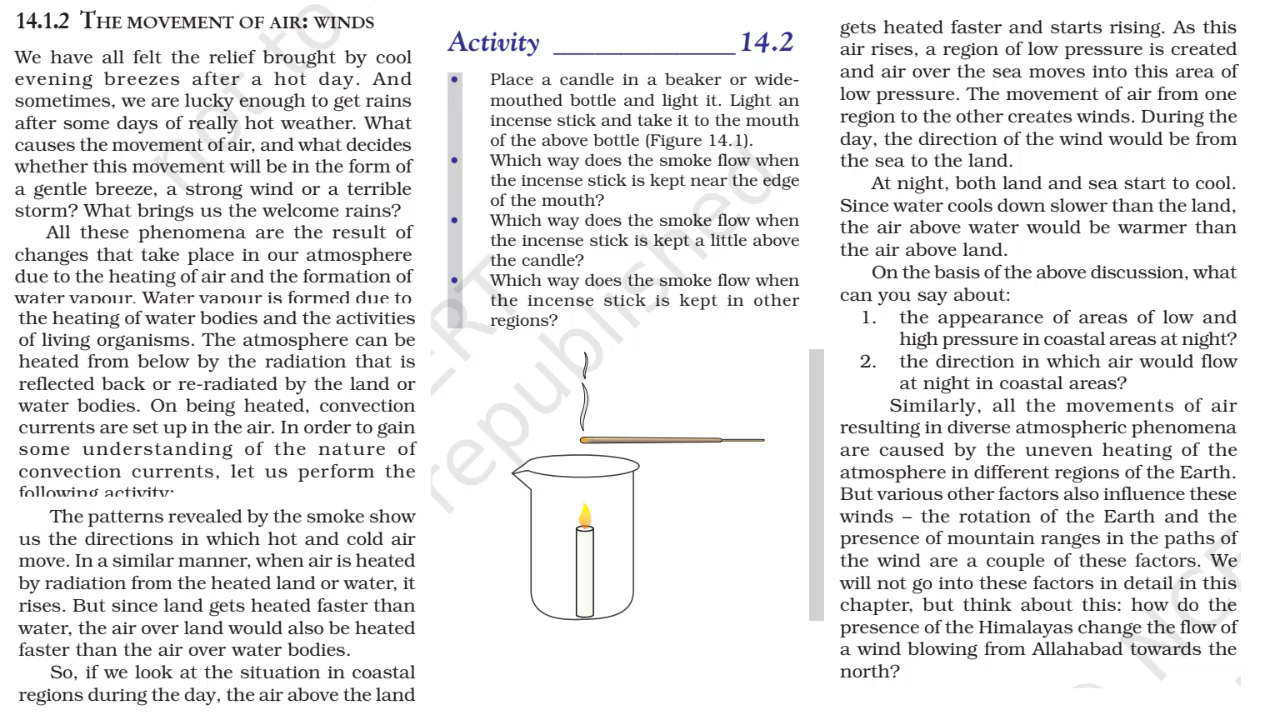 14.1.2 THE MOVEMENT OF AIR: WINDS
We have all felt the relief brought by cool
evening breezes after a hot day. And
sometimes, we are lucky enough to get rains
after some days of really hot weather. What
causes the movement of air, and what decides
whether this movement will be in the form of
a gentle breeze, a strong wind or a terrible
storm? What brings us the welcome rains?
All these phenomena are the result of
changes that take place in our atmosphere
due to the heating of air and the formation of
water vapour. Water vapour is formed due to
the heating of water bodies and the activities
of living organisms. The atmosphere can be
heated from below by the radiation that is
reflected back or re-radiated by the land or
water bodies. On being heated, convection
currents are set up in the air. In order to gain
some understanding of the nature of
convection currents, let us perform the
following activity:
The patterns revealed by the smoke show
us the directions in which hot and cold air
move. In a similar manner, when air is heated
by radiation from the heated land or water, it
rises. But since land gets heated faster than
water, the air over land would also be heated
faster than the air over water bodies.
So, if we look at the situation in coastal
regions during the day, the air above the land
Activity ______________ 14.2
• Place a candle in a beaker or wide-
mouthed bottle and light it. Light an
incense stick and take it to the mouth
of the above bottle (Figure 14.1).
• Which way does the smoke flow when
the incense stick is kept near the edge
of the mouth?
• Which way does the smoke flow when
the incense stick is kept a little above
the candle?
• Which way does the smoke flow when
the incense stick is kept in other
regions?
gets heated faster and starts rising. As this
air rises, a region of low pressure is created
and air over the sea moves into this area of
low pressure. The movement of air from one
region to the other creates winds. During the
day, the direction of the wind would be from
the sea to the land.
At night, both land and sea start to cool.
Since water cools down slower than the land,
the air above water would be warmer than
the air above land.
On the basis of the above discussion, what
can you say about:
1. the appearance of areas of low and
high pressure in coastal areas at night?
2. the direction in which air would flow
at night in coastal areas?
Similarly, all the movements of air
resulting in diverse atmospheric phenomena
are caused by the uneven heating of the
atmosphere in different regions of the Earth.
But various other factors also influence these
winds – the rotation of the Earth and the
presence of mountain ranges in the paths of
the wind are a couple of these factors. We
will not go into these factors in detail in this
chapter, but think about this: how do the
presence of the Himalayas change the flow of
a wind blowing from Allahabad towards the
north?
not to
republished